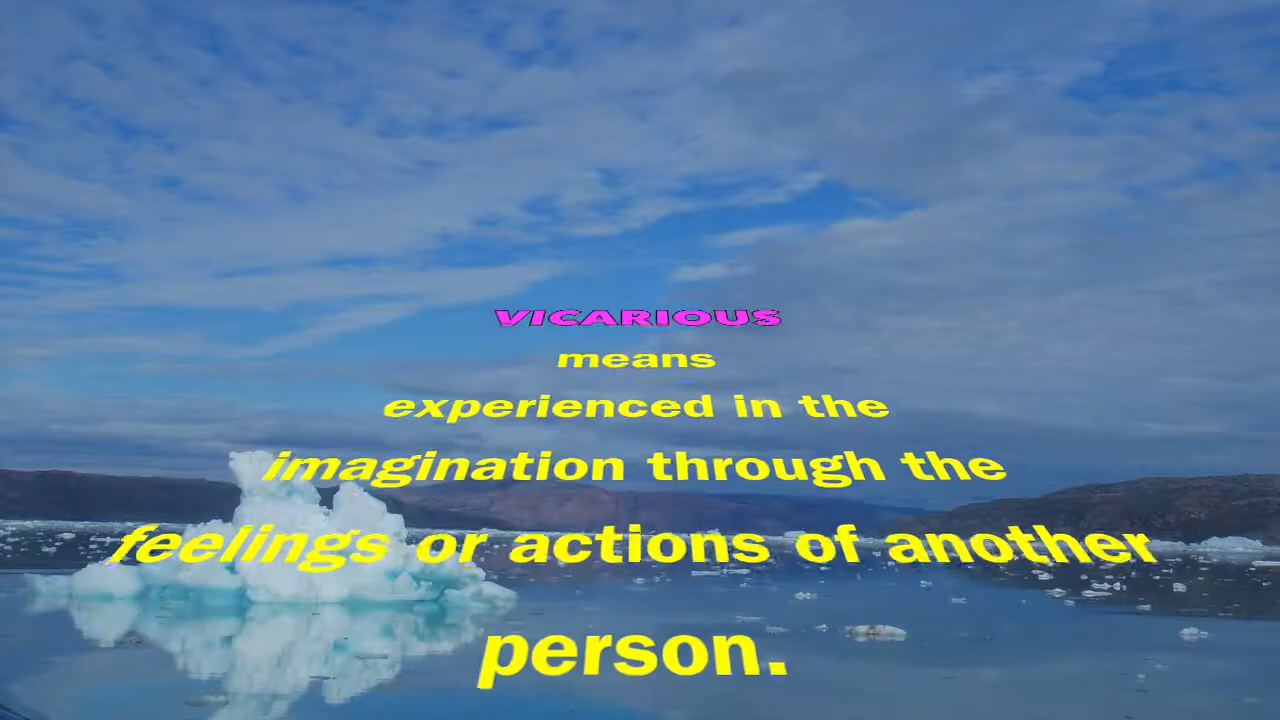 VICARIOUS
means
experienced in the
imagination through the
feelings or actions of another
person.